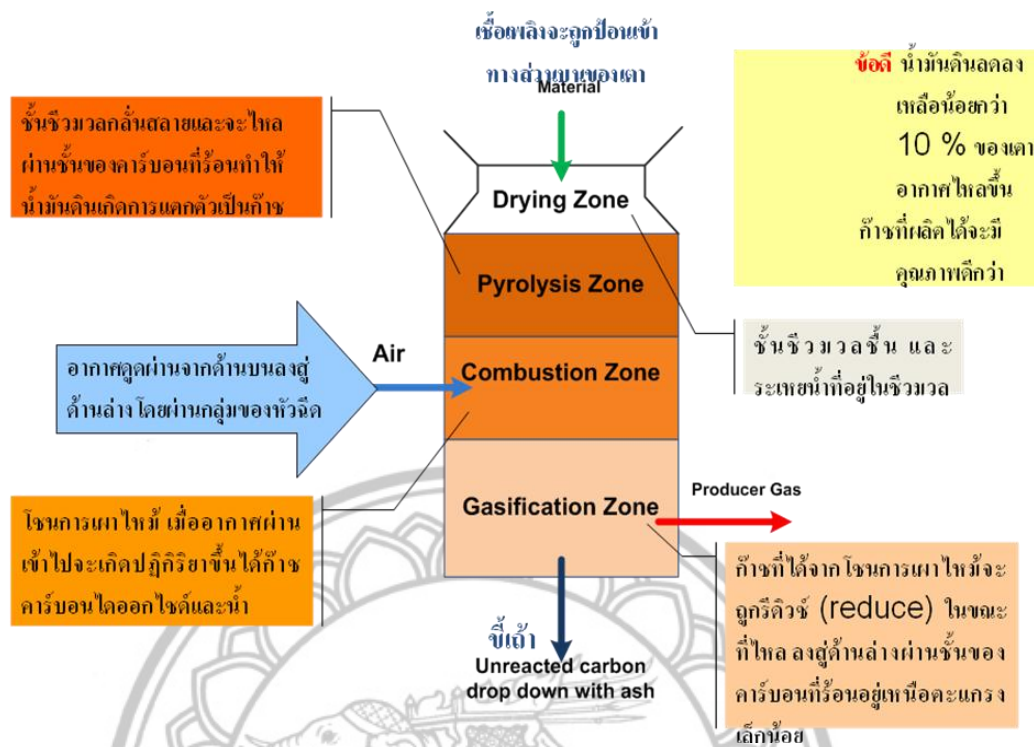 เชื้อเพลิงจะถูกป้อนเข้า
ทางส่วนบนของเตา
Material
ข้อดี น้ำมันดินลดลง
เหลือน้อยกว่า
10 % ของเตา
อากาศไหลขึ้น
ก๊าซที่ผลิตได้จะมี
คุณภาพดีกว่า
ชั้นชีวมวลกลั่นสลายและจะไหล
ผ่านชั้นของคาร์บอนที่ร้อนทำให้
น้ำมันดินเกิดการแตกตัวเป็นก๊าซ
Drying Zone
Pyrolysis Zone
ชั้นชีวมวลชื้น และ
ระเหยน้ำที่อยู่ในชีวมวล
Air
อากาศดูดผ่านจากด้านบนลงสู่
ด้านล่างโดยผ่านกลุ่มของหัวฉีด
Combustion Zone
Gasification Zone
Producer Gas
โซนการเผาไหม้ เมื่ออากาศผ่าน
เข้าไปจะเกิดปฏิกิริยาขึ้นได้ก๊าซ
คาร์บอนไดออกไซด์และน้ำ
ก๊าซที่ได้จากโซนการเผาไหม้จะ
ถูกรีดิวซ์ (reduce) ในขณะ
ที่ไหลลงสู่ด้านล่างผ่านชั้นของ
คาร์บอนที่ร้อนอยู่เหนือตะแกรง
เล็กน้อย
ขี้เถ้า
Unreacted carbon
drop down with ash